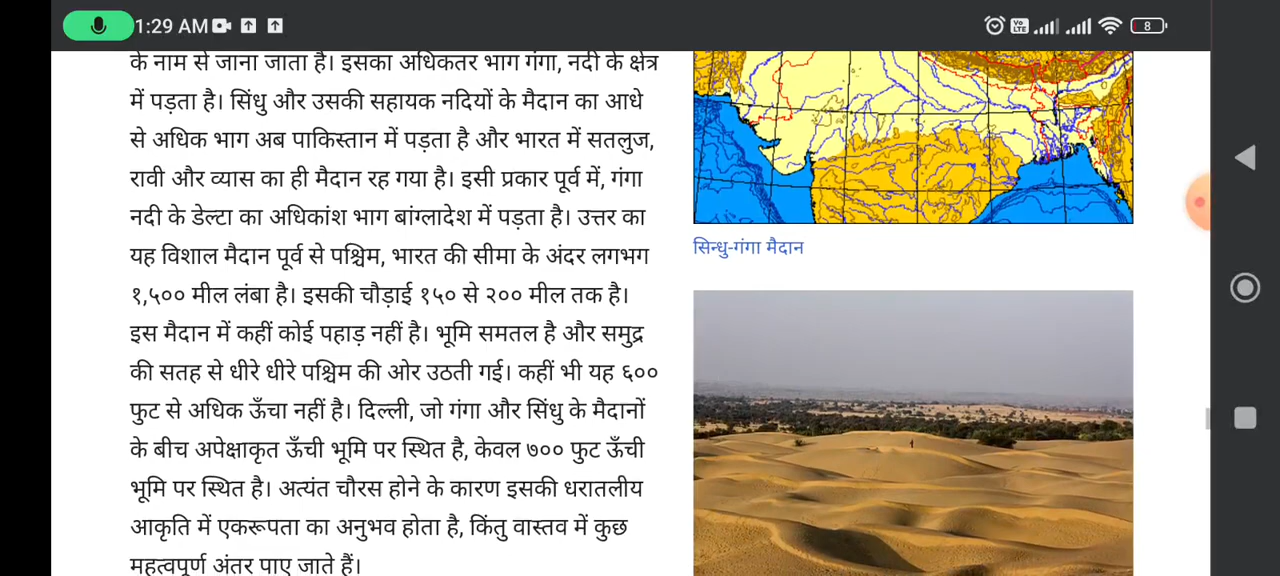 1:29 AM
Vo LTE
8
के नाम से जाना जाता है। इसका अधिकतर भाग गंगा, नदी के क्षेत्र
में पड़ता है। सिंधु और उसकी सहायक नदियों के मैदान का आधे
से अधिक भाग अब पाकिस्तान में पड़ता है और भारत में सतलुज,
रावी और व्यास का ही मैदान रह गया है। इसी प्रकार पूर्व में, गंगा
नदी के डेल्टा का अधिकांश भाग बांग्लादेश में पड़ता है। उत्तर का
यह विशाल मैदान पूर्व से पश्चिम, भारत की सीमा के अंदर लगभग
१,५०० मील लंबा है। इसकी चौड़ाई १५० से २०० मील तक है।
इस मैदान में कहीं कोई पहाड़ नहीं है। भूमि समतल है और समुद्र
की सतह से धीरे धीरे पश्चिम की ओर उठती गई। कहीं भी यह ६००
फुट से अधिक ऊँचा नहीं है। दिल्ली, जो गंगा और सिंधु के मैदानों
के बीच अपेक्षाकृत ऊँची भूमि पर स्थित है, केवल ७०० फुट ऊँची
भूमि पर स्थित है। अत्यंत चौरस होने के कारण इसकी धरातलीय
आकृति में एकरूपता का अनुभव होता है, किंतु वास्तव में कुछ
महत्वपूर्ण अंतर पाए जाते हैं।
सिन्धु-गंगा मैदान